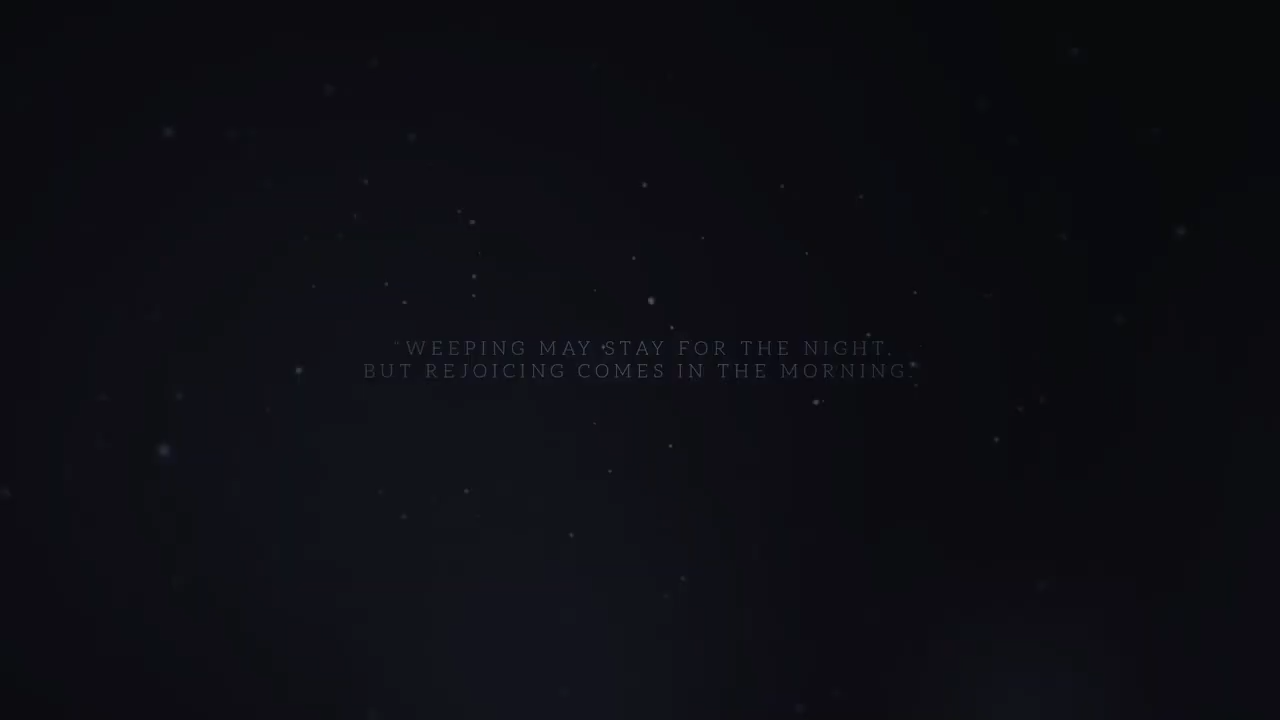 "WEEPING MAY STAY FOR THE NIGHT,
BUT REJOICING COMES IN THE MORNING."